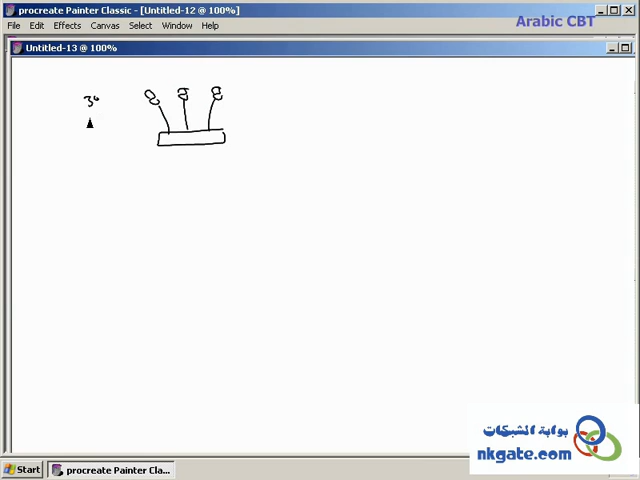 procreate Painter Classic - [Untitled-12 @ 100%]
File Edit Effects Canvas Select Window Help
Arabic CBT
Untitled-13 @ 100%
بوابة الشبكات
nkgate.com
Start
procreate Painter Cla...